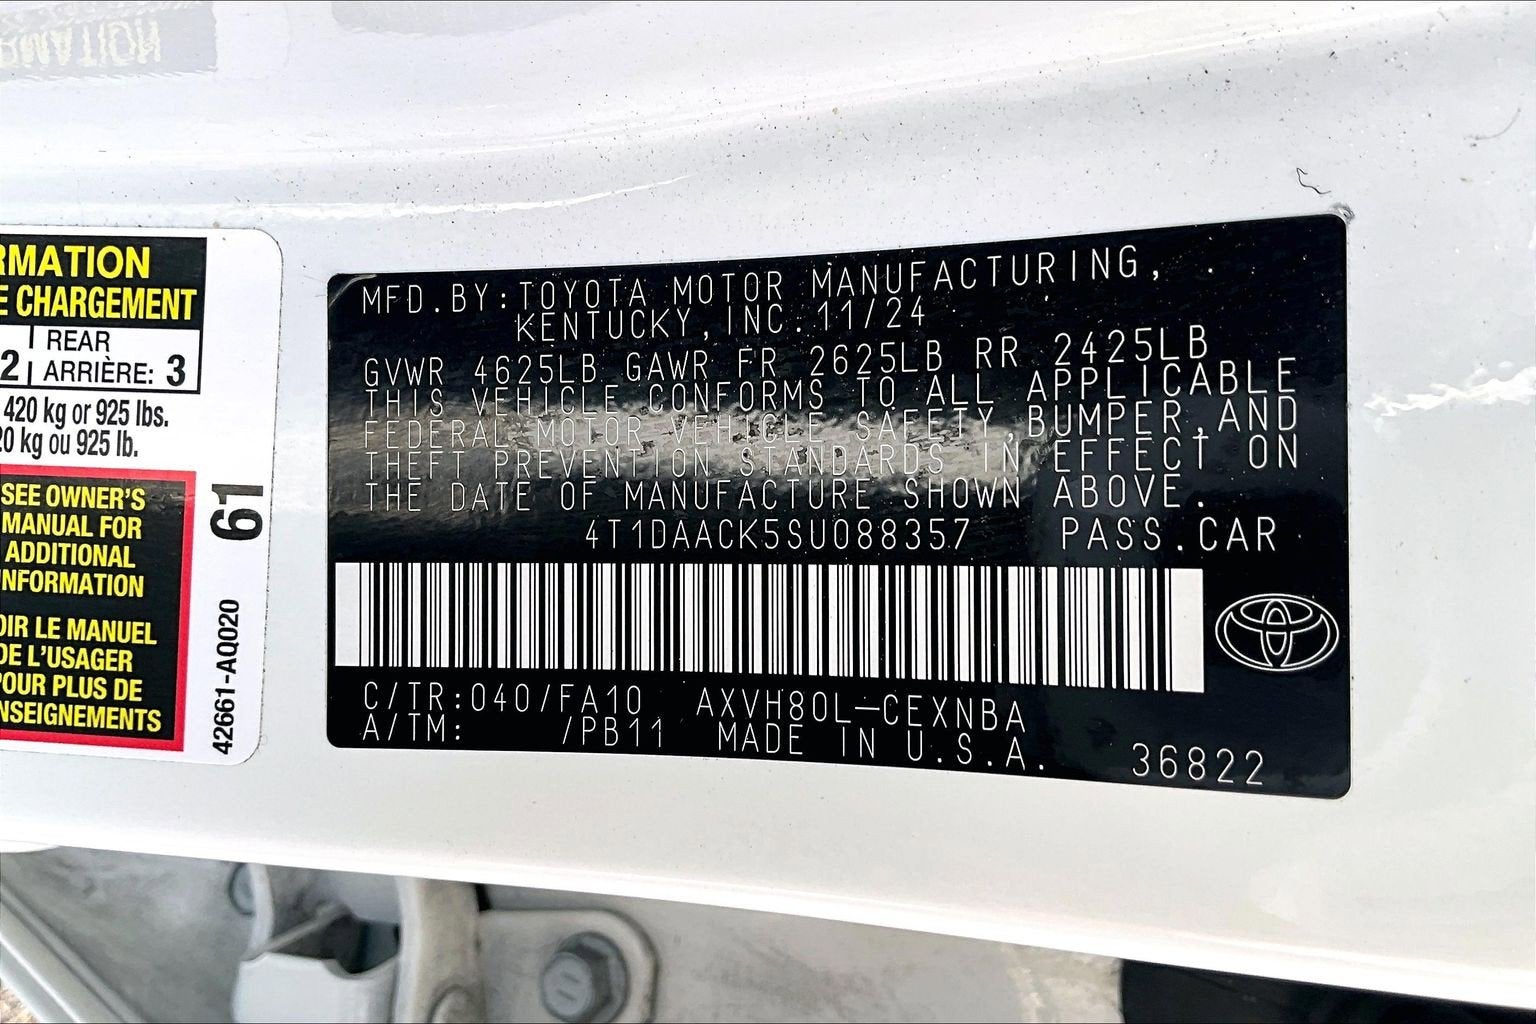 RMATION
E CHARGEMENT
REAR
2 ARRIÈRE: 3
420 kg or 925 lbs.
20 kg ou 925 lb.
SEE OWNER'S
MANUAL FOR
ADDITIONAL
INFORMATION
OIR LE MANUEL
DE L'USAGER
POUR PLUS DE
NSEIGNEMENTS
61
42661-AQ020
MFD.BY:TOYOTA MOTOR MANUFACTURING,
KENTUCKY,INC.11/24
GVWR 4625LB GAWR FR 2625LB RR 2425LB
THIS VEHICLE CONFORMS TO ALL APPLICABLE
FEDERAL MOTOR VEHICLE SAFETY,BUMPER,AND
THEFT PREVENTION STANDARDS IN EFFECT ON
THE DATE OF MANUFACTURE SHOWN ABOVE.
4T1DAACK5SU088357 PASS.CAR
C/TR:040/FA10 AXVH80L-CEXNBA
A/TM: /PB11 MADE IN U.S.A.
36822